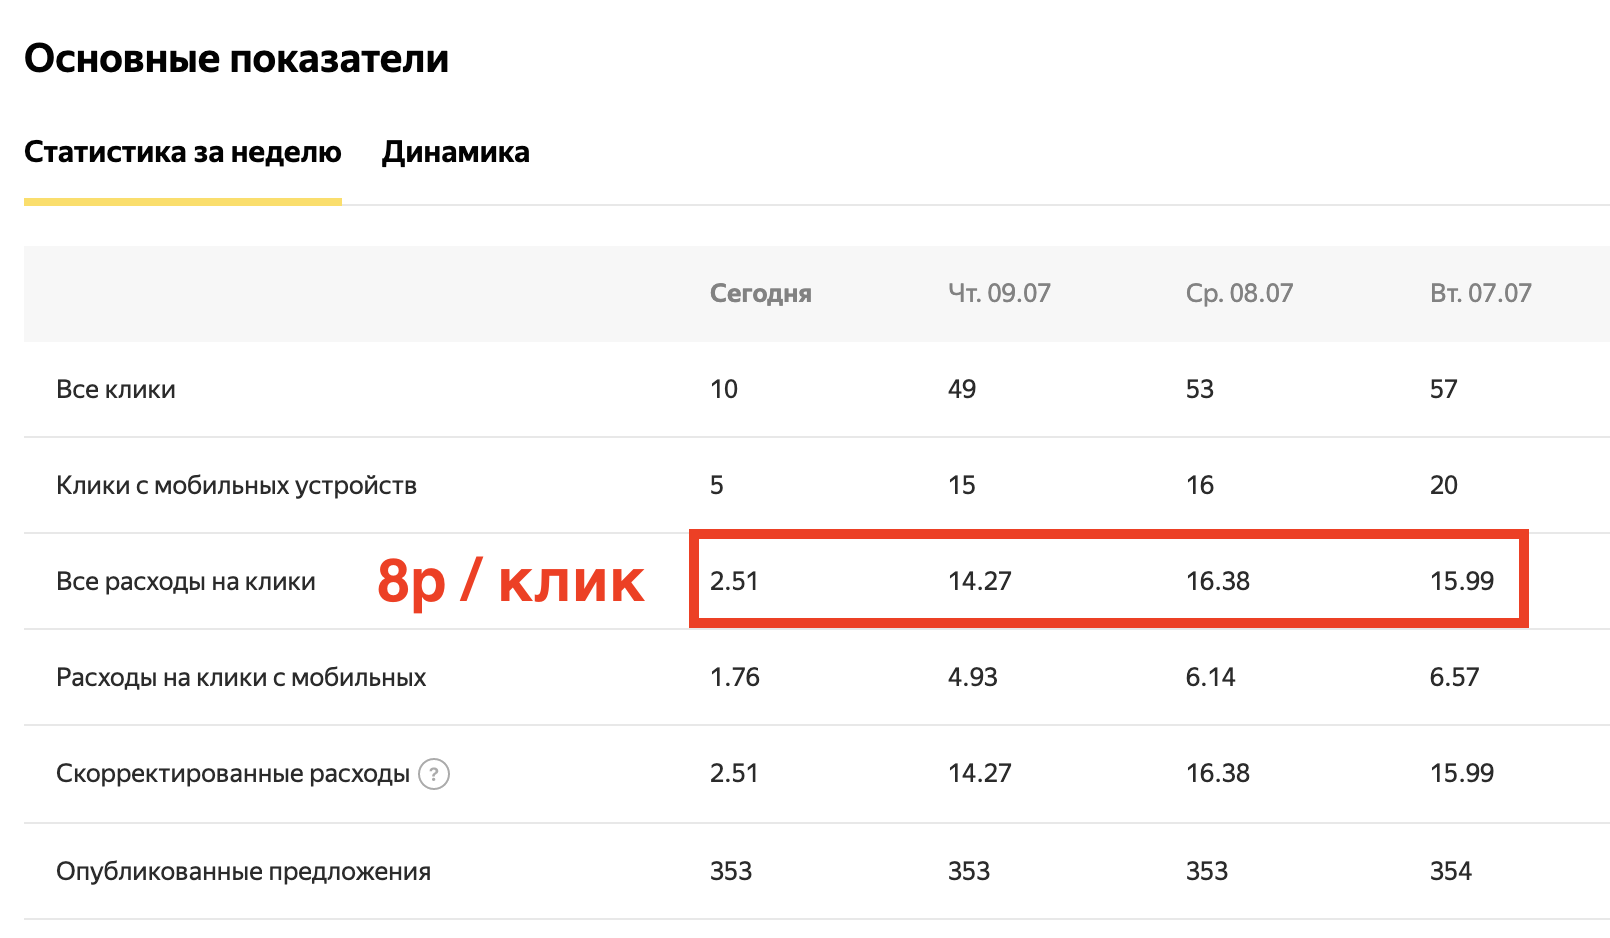 Основные показатели
Статистика за неделю Динамика
Сегодня Чт. 09.07 Ср. 08.07 Вт. 07.07
Все клики 10 49 53 57
Клики с мобильных устройств 5 15 16 20
Все расходы на клики 8р / клик 2.51 14.27 16.38 15.99
Расходы на клики с мобильных 1.76 4.93 6.14 6.57
Скорректированные расходы ? 2.51 14.27 16.38 15.99
Опубликованные предложения 353 353 353 354